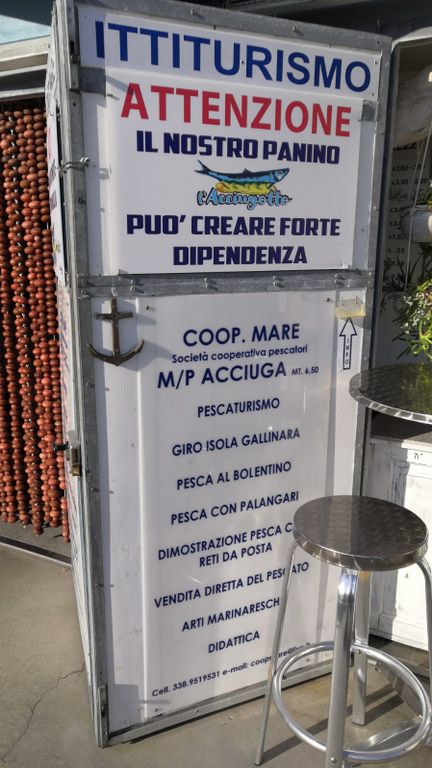 ITTITURISMO
ATTENZIONE
IL NOSTRO PANINO
l'Acciugotto
PUO' CREARE FORTE
DIPENDENZA
COOP. MARE
Società cooperativa pescatori
M/P ACCIUGA MT. 6,50
INFO
PESCATURISMO
GIRO ISOLA GALLINARA
PESCA AL BOLENTINO
PESCA CON PALANGARI
DIMOSTRAZIONE PESCA C
RETI DA POSTA
VENDITA DIRETTA DEL PESCATO
ARTI MARINARESCH
DIDATTICA
Cell. 338.9519531 e-mail: